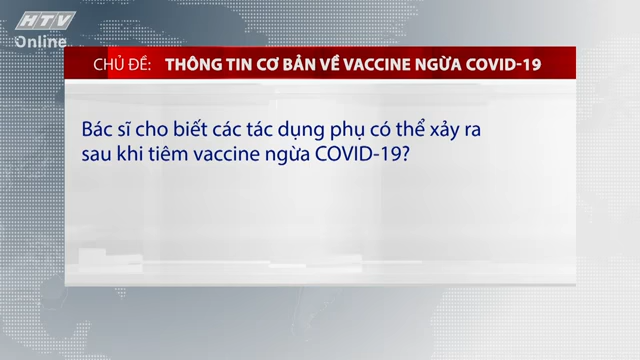 HTV
Online
CHỦ ĐỀ: THÔNG TIN CƠ BẢN VỀ VACCINE NGỪA COVID-19
Bác sĩ cho biết các tác dụng phụ có thể xảy ra
sau khi tiêm vaccine ngừa COVID-19?